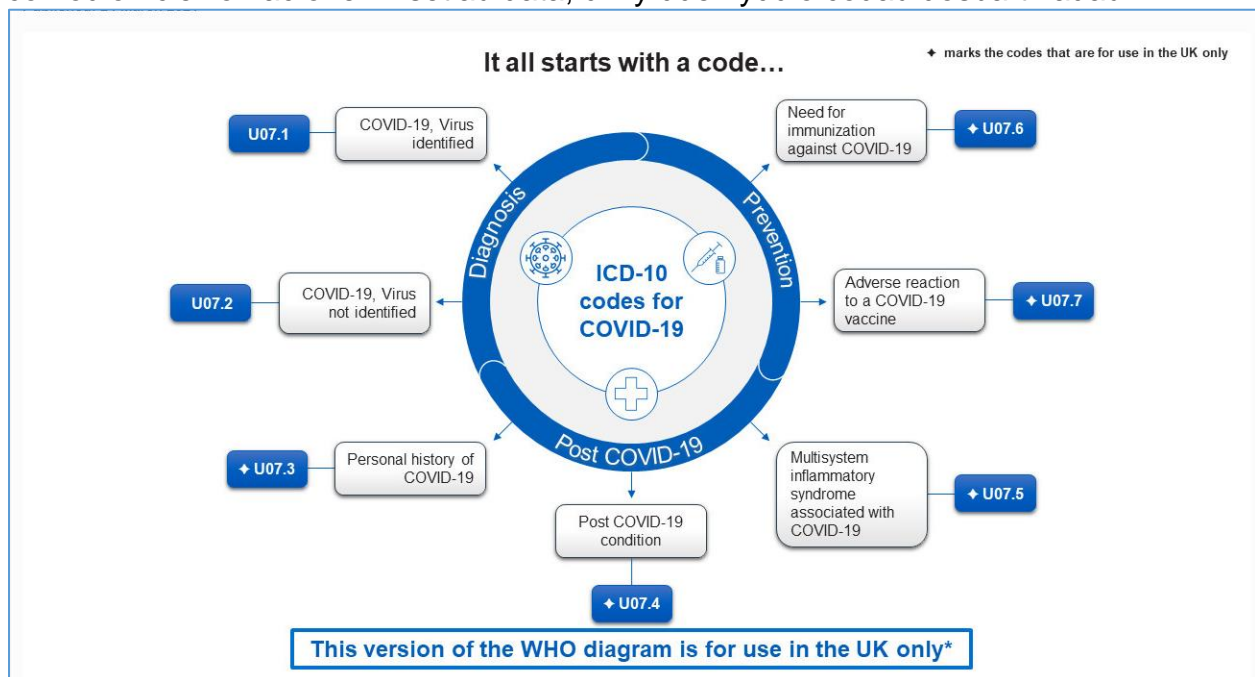 It all starts with a code…
✦ marks the codes that are for use in the UK only
U07.1
COVID-19, Virus
identified
Need for
immunization
against COVID-19
✦ U07.6
Diagnosis
Prevention
ICD-10
codes for
COVID-19
U07.2
COVID-19, Virus
not identified
Adverse reaction
to a COVID-19
vaccine
✦ U07.7
Post COVID-19
✦ U07.3
Personal history of
COVID-19
Multisystem
inflammatory
syndrome
associated with
COVID-19
✦ U07.5
Post COVID-19
condition
✦ U07.4
This version of the WHO diagram is for use in the UK only*